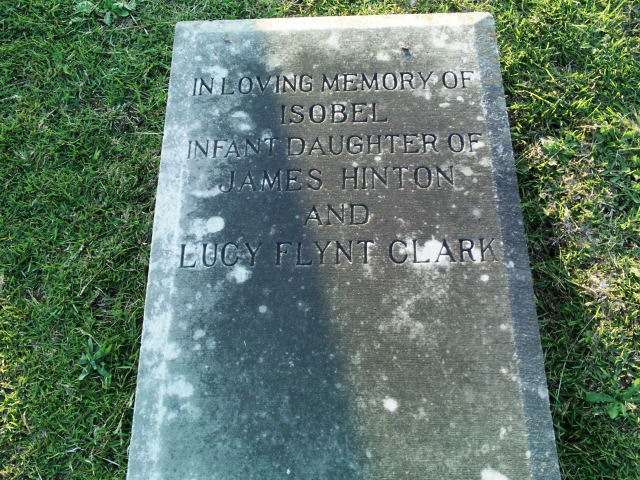 IN LOVING MEMORY OF
ISOBEL
INFANT DAUGHTER OF
JAMES HINTON
AND
LUCY FLYNT CLARK